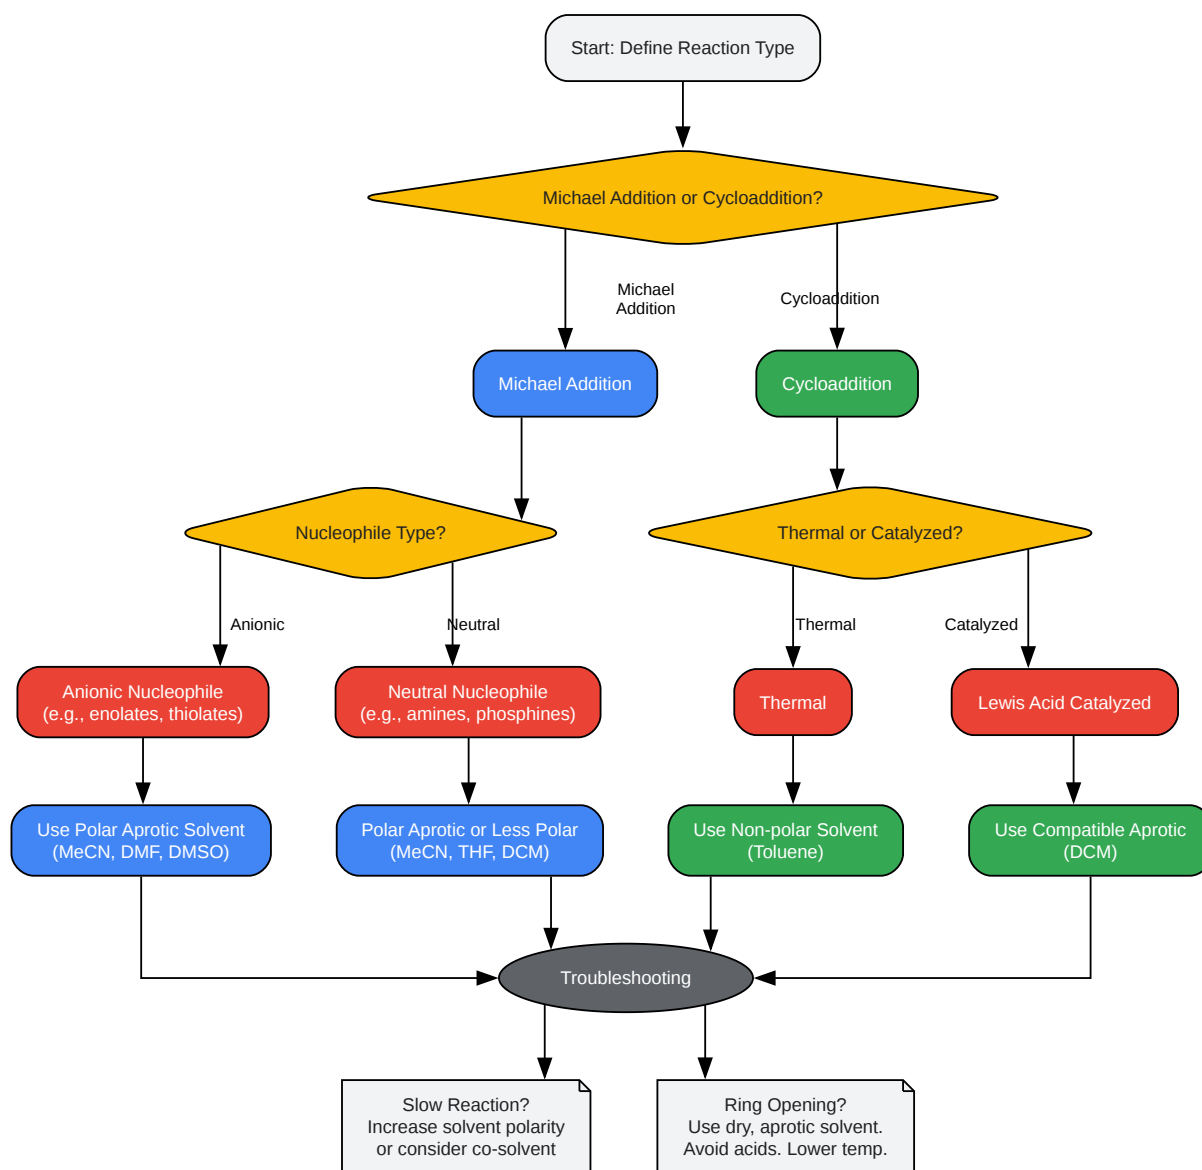 Start: Define Reaction Type
Michael Addition or Cycloaddition?
Michael
Addition
Cycloaddition
Michael Addition
Cycloaddition
Nucleophile Type?
Thermal or Catalyzed?
Anionic
Neutral
Thermal
Catalyzed
Anionic Nucleophile
(e.g., enolates, thiolates)
Neutral Nucleophile
(e.g., amines, phosphines)
Thermal
Lewis Acid Catalyzed
Use Polar Aprotic Solvent
(MeCN, DMF, DMSO)
Polar Aprotic or Less Polar
(MeCN, THF, DCM)
Use Non-polar Solvent
(Toluene)
Use Compatible Aprotic
(DCM)
Troubleshooting
Slow Reaction?
Increase solvent polarity
or consider co-solvent
Ring Opening?
Use dry, aprotic solvent.
Avoid acids. Lower temp.